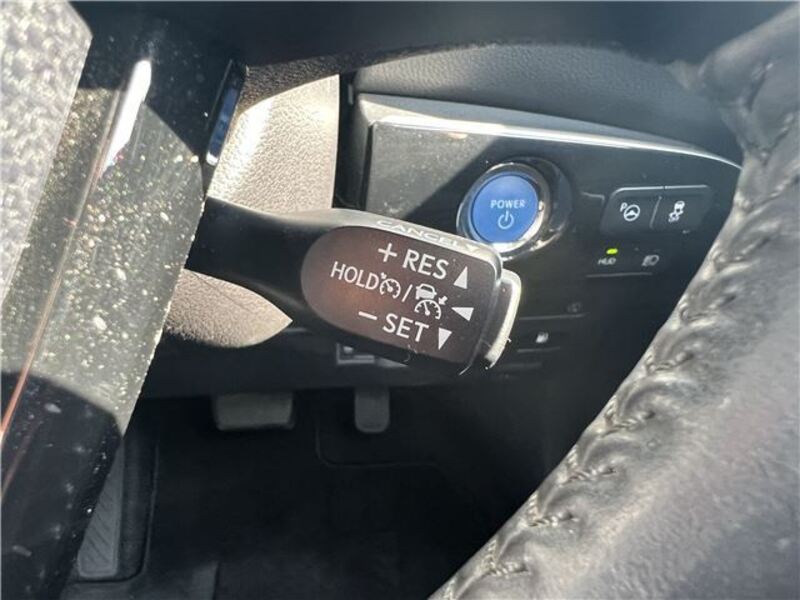 POWER
P
HUD
CANCEL
+ RES ▲
HOLD /
− SET ▼